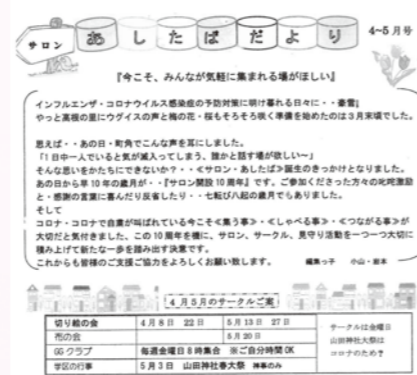 サロン
あしたばだより
4~5月号
『今こそ、みんなが気軽に集まれる場がほしい』
インフルエンザ・コロナウイルス感染症の予防対策に明け暮れる日々に・・豪雪」
やっと高根の里にウグイスの声と梅の花・桜もそろそろ咲く準備を始めたのは3月末頃でした。
思えば・・あの日・町角でこんな声を耳にしました。
「1日中一人でいると気が滅入ってしまう、誰かと話す場が欲しい~」
そんな思いをかたちにできないか?・・<サロン・あしたば>誕生のきっかけとなりました。
あの日から早10年の歳月が・・『サロン開設10周年』です。ご参加くださった方々の叱咤激励
と・感謝の言葉に喜んだり反省したり・・七転び八起の歳月でもありました。
そして
コロナ・コロナで自粛が叫ばれている今こそ<集う事>・<しゃべる事>・<つながる事>が
大切だと気付きました、この10周年を機に、サロン、サークル、見守り活動を一つ一つ大切に
積み上げて新たな一歩を踏み出す決意です。
これからも皆様のご支援ご協力をよろしくお願い致します。 編集っ子 小山・岩本
4月5月のサークルご案
切り絵の会 4月8日 22日 5月13日 27日
布の会 5月20日
GGクラブ 毎週金曜日8時集合 ※ご自分時間OK
学区の行事 5月3日 山田神社春大祭 神事のみ
サークルは金曜日
山田神社大祭は
コロナのため